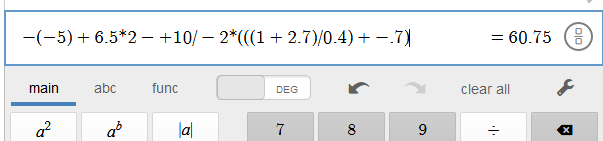 −(−5) + 6.5*2 − +10/ − 2*(((1 + 2.7)/0.4) + −.7) = 60.75
main abc func DEG clear all
a² aᵇ |a| 7 8 9 ÷